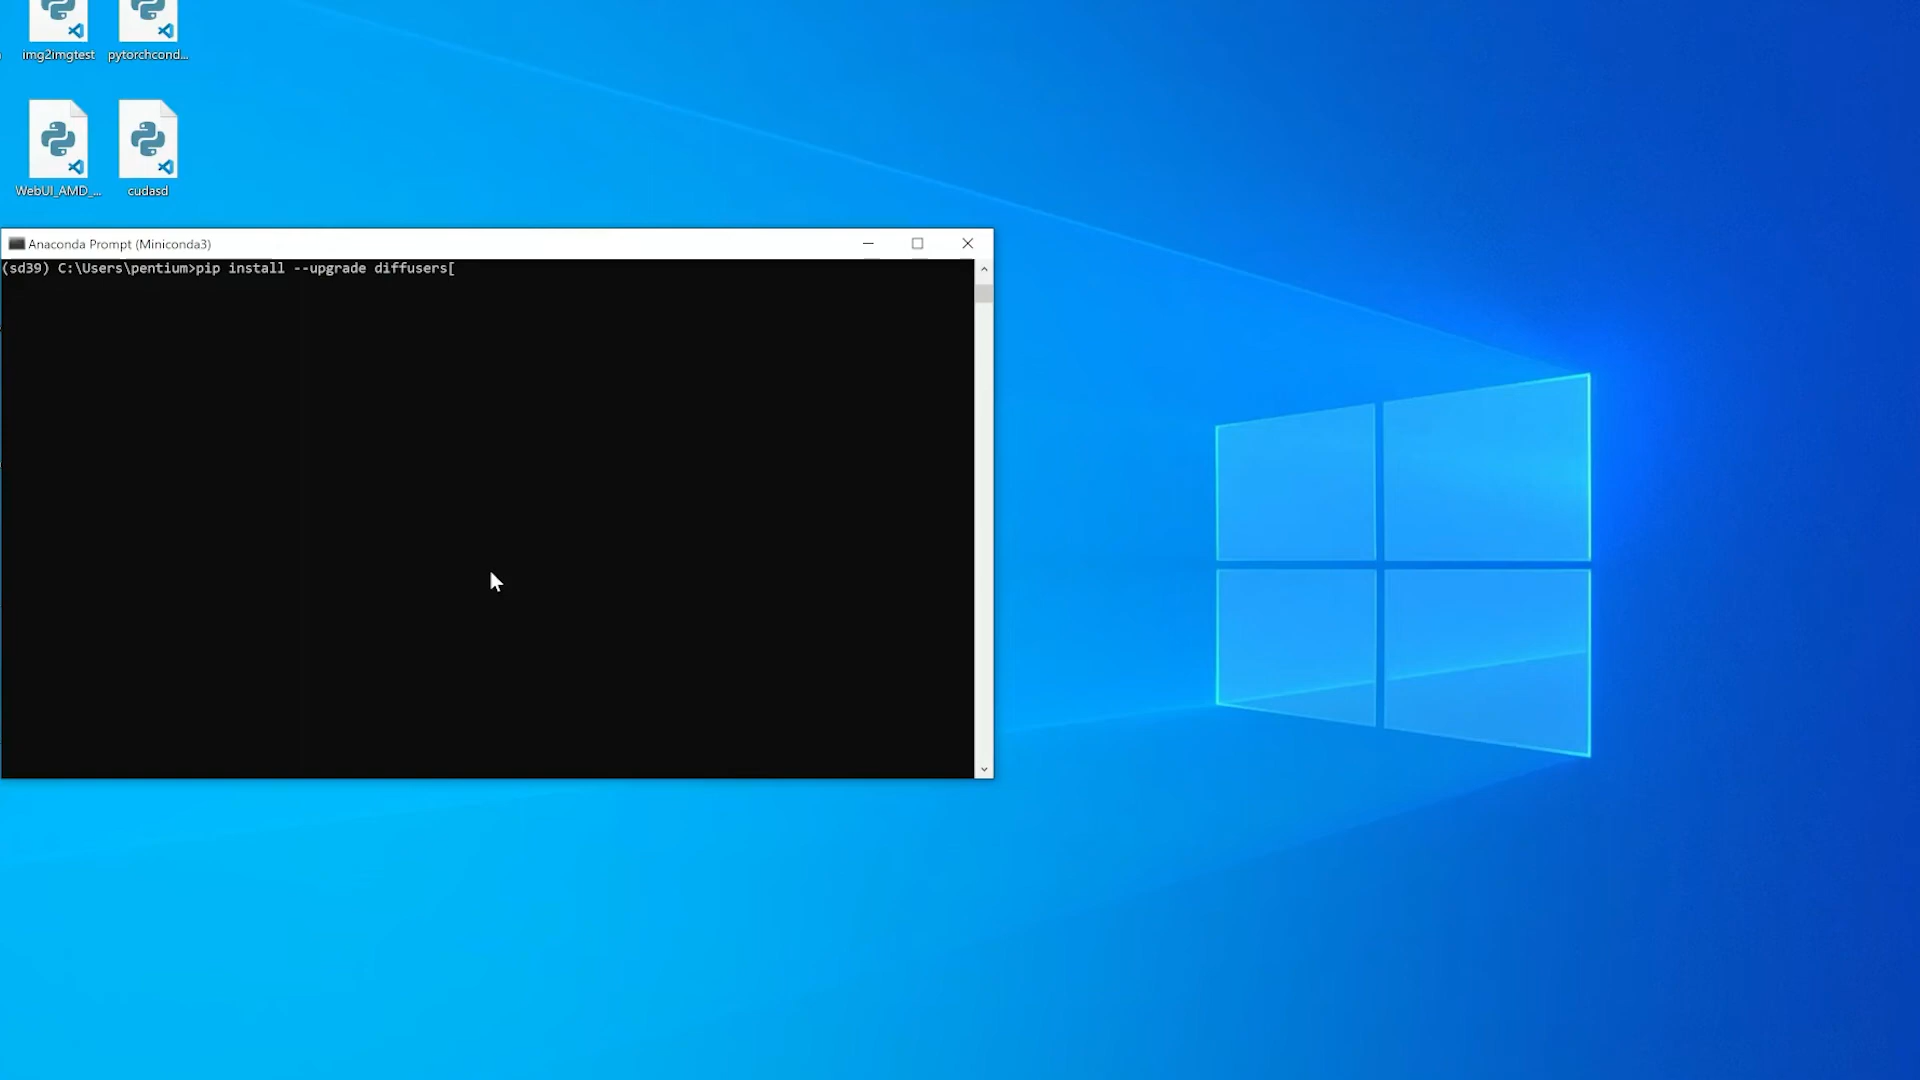 img2imgtest pytorchcond...
WebUI_AMD_... cudasd
Anaconda Prompt (Miniconda3)
(sd39) C:\Users\pentium>pip install --upgrade diffusers[